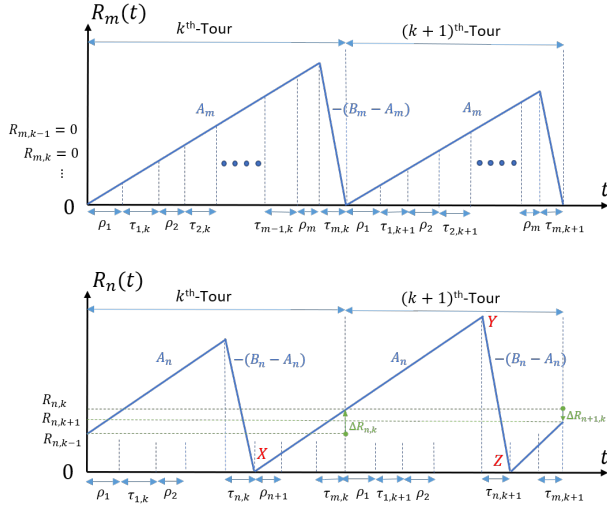 R_m(t)
k^th-Tour
(k + 1)^th-Tour
A_m
−(B_m − A_m)
A_m
R_{m,k−1} = 0
R_{m,k} = 0
⋮
0
t
ρ_1 τ_{1,k} ρ_2 τ_{2,k} τ_{m−1,k} ρ_m τ_{m,k} ρ_1 τ_{1,k+1} ρ_2 τ_{2,k+1} ρ_m τ_{m,k+1}
R_n(t)
k^th-Tour
(k + 1)^th-Tour
Y
A_n
−(B_n − A_n)
A_n
−(B_n − A_n)
R_{n,k}
R_{n,k+1}
R_{n,k−1}
ΔR_{n,k}
ΔR_{n+1,k}
X
Z
0
t
ρ_1 τ_{1,k} ρ_2 τ_{n,k} ρ_{n+1} τ_{m,k} ρ_1 τ_{1,k+1} ρ_2 τ_{n,k+1} τ_{m,k+1}